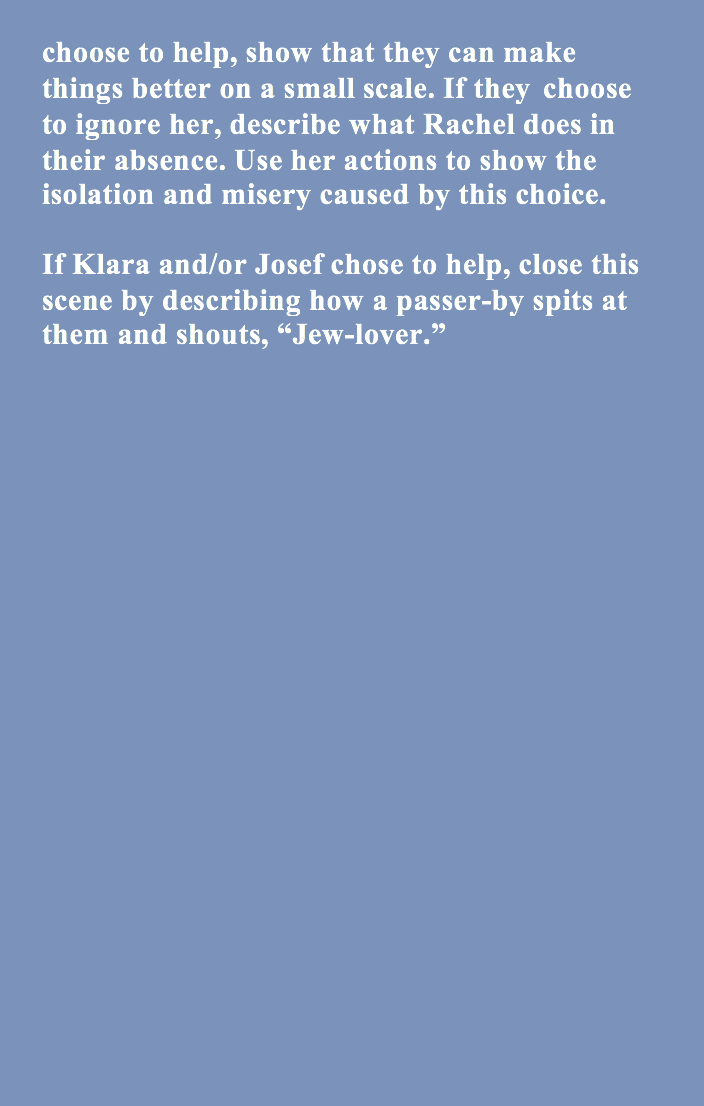 choose to help, show that they can make
things better on a small scale. If they choose
to ignore her, describe what Rachel does in
their absence. Use her actions to show the
isolation and misery caused by this choice.
If Klara and/or Josef chose to help, close this
scene by describing how a passer-by spits at
them and shouts, “Jew-lover.”